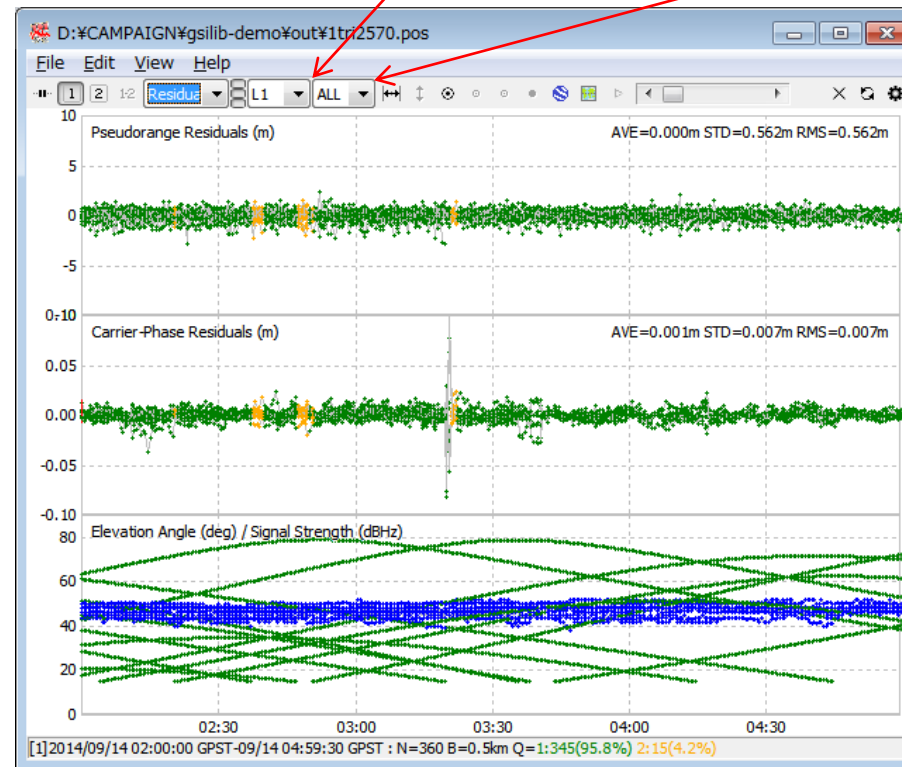 D:¥CAMPAIGN¥gsilib-demo¥out¥1tri2570.pos
File Edit View Help
1 2 1-2 Residua L1 ALL
10
Pseudorange Residuals (m) AVE=0.000m STD=0.562m RMS=0.562m
5
0
-5
-10
0.10
Carrier-Phase Residuals (m) AVE=0.001m STD=0.007m RMS=0.007m
0.05
0.00
-0.05
-0.10
Elevation Angle (deg) / Signal Strength (dBHz)
80
60
40
20
0
02:30 03:00 03:30 04:00 04:30
[1]2014/09/14 02:00:00 GPST-09/14 04:59:30 GPST : N=360 B=0.5km Q=1:345(95.8%) 2:15(4.2%)